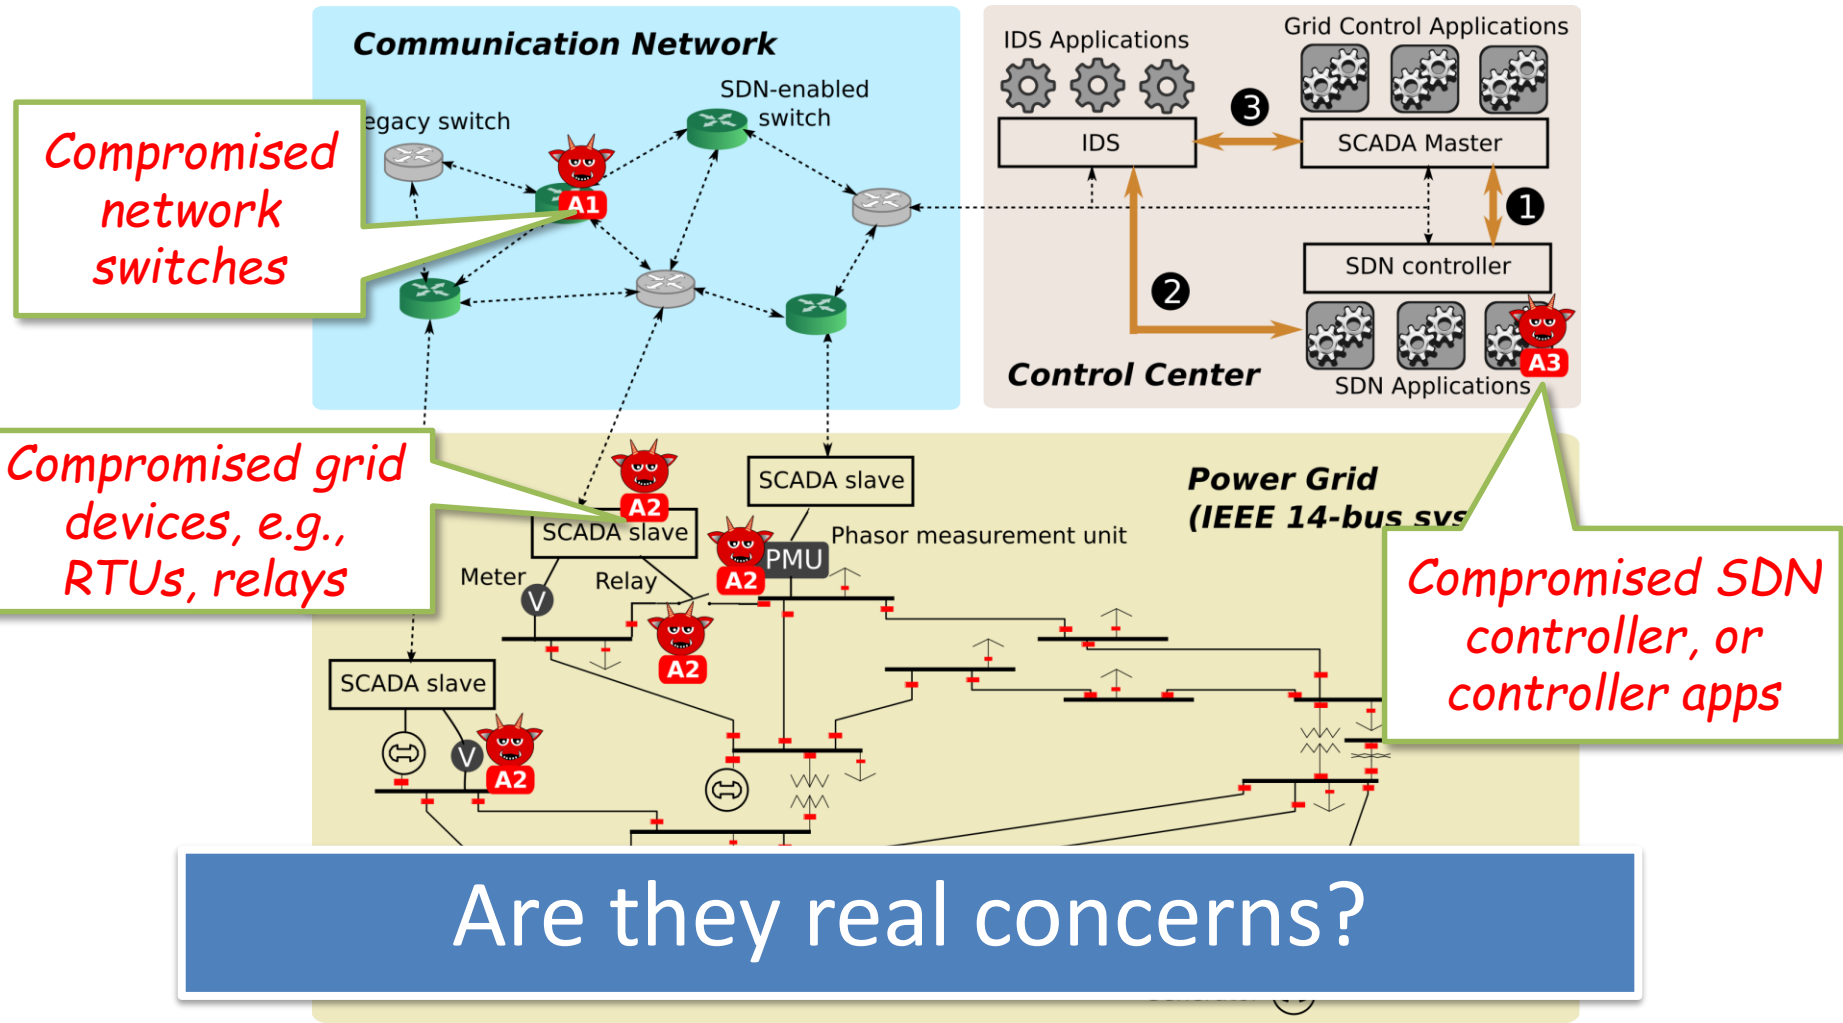 Communication Network
SDN-enabled
switch
egacy switch
A1
Compromised
network
switches
IDS Applications
Grid Control Applications
IDS
3
SCADA Master
1
SDN controller
2
A3
SDN Applications
Control Center
Compromised grid
devices, e.g.,
RTUs, relays
A2
SCADA slave
SCADA slave
Power Grid
(IEEE 14-bus sys
Phasor measurement unit
PMU
A2
Meter
Relay
V
A2
SCADA slave
V
A2
Compromised SDN
controller, or
controller apps
Are they real concerns?